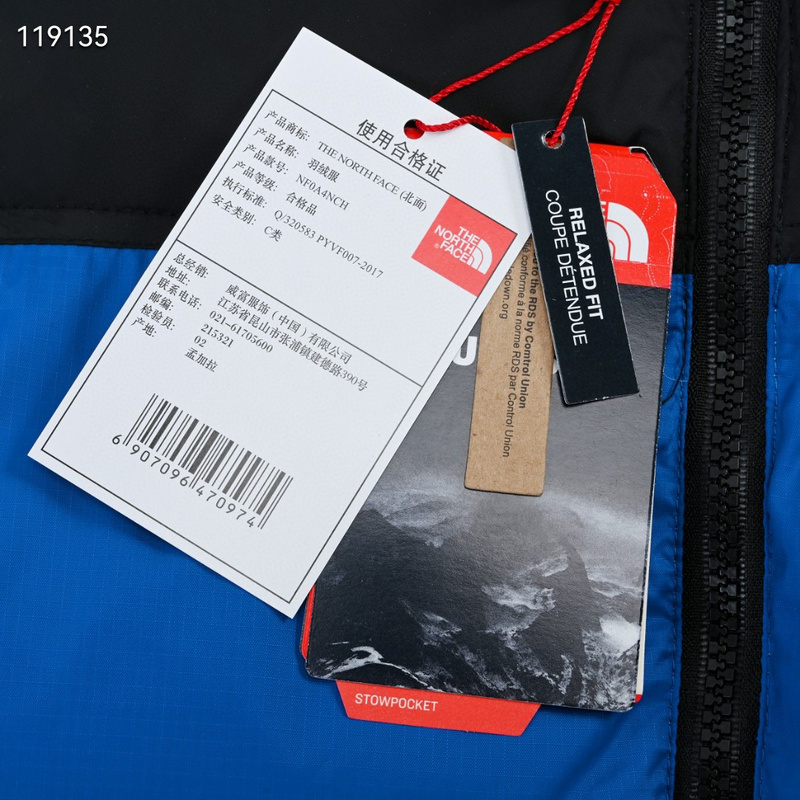 119135
使用合格证
产品商标: THE NORTH FACE (北面)
产品名称: 羽绒服
产品款号: NF0A4NCH
产品等级: 合格品
执行标准: Q/320583 PYVF007-2017
安全类别: C类
THE
NORTH
FACE
总经销: 威富服饰(中国)有限公司
地址: 江苏省昆山市张浦镇建德路390号
联系电话: 021-61705600
邮编: 215321
检验员: 02
产地: 孟加拉
6 907096 470974
RELAXED FIT
COUPE DÉTENDUE
to the RDS by Control Union
conforme à la norme RDS par Control Union
down.org
STOWPOCKET